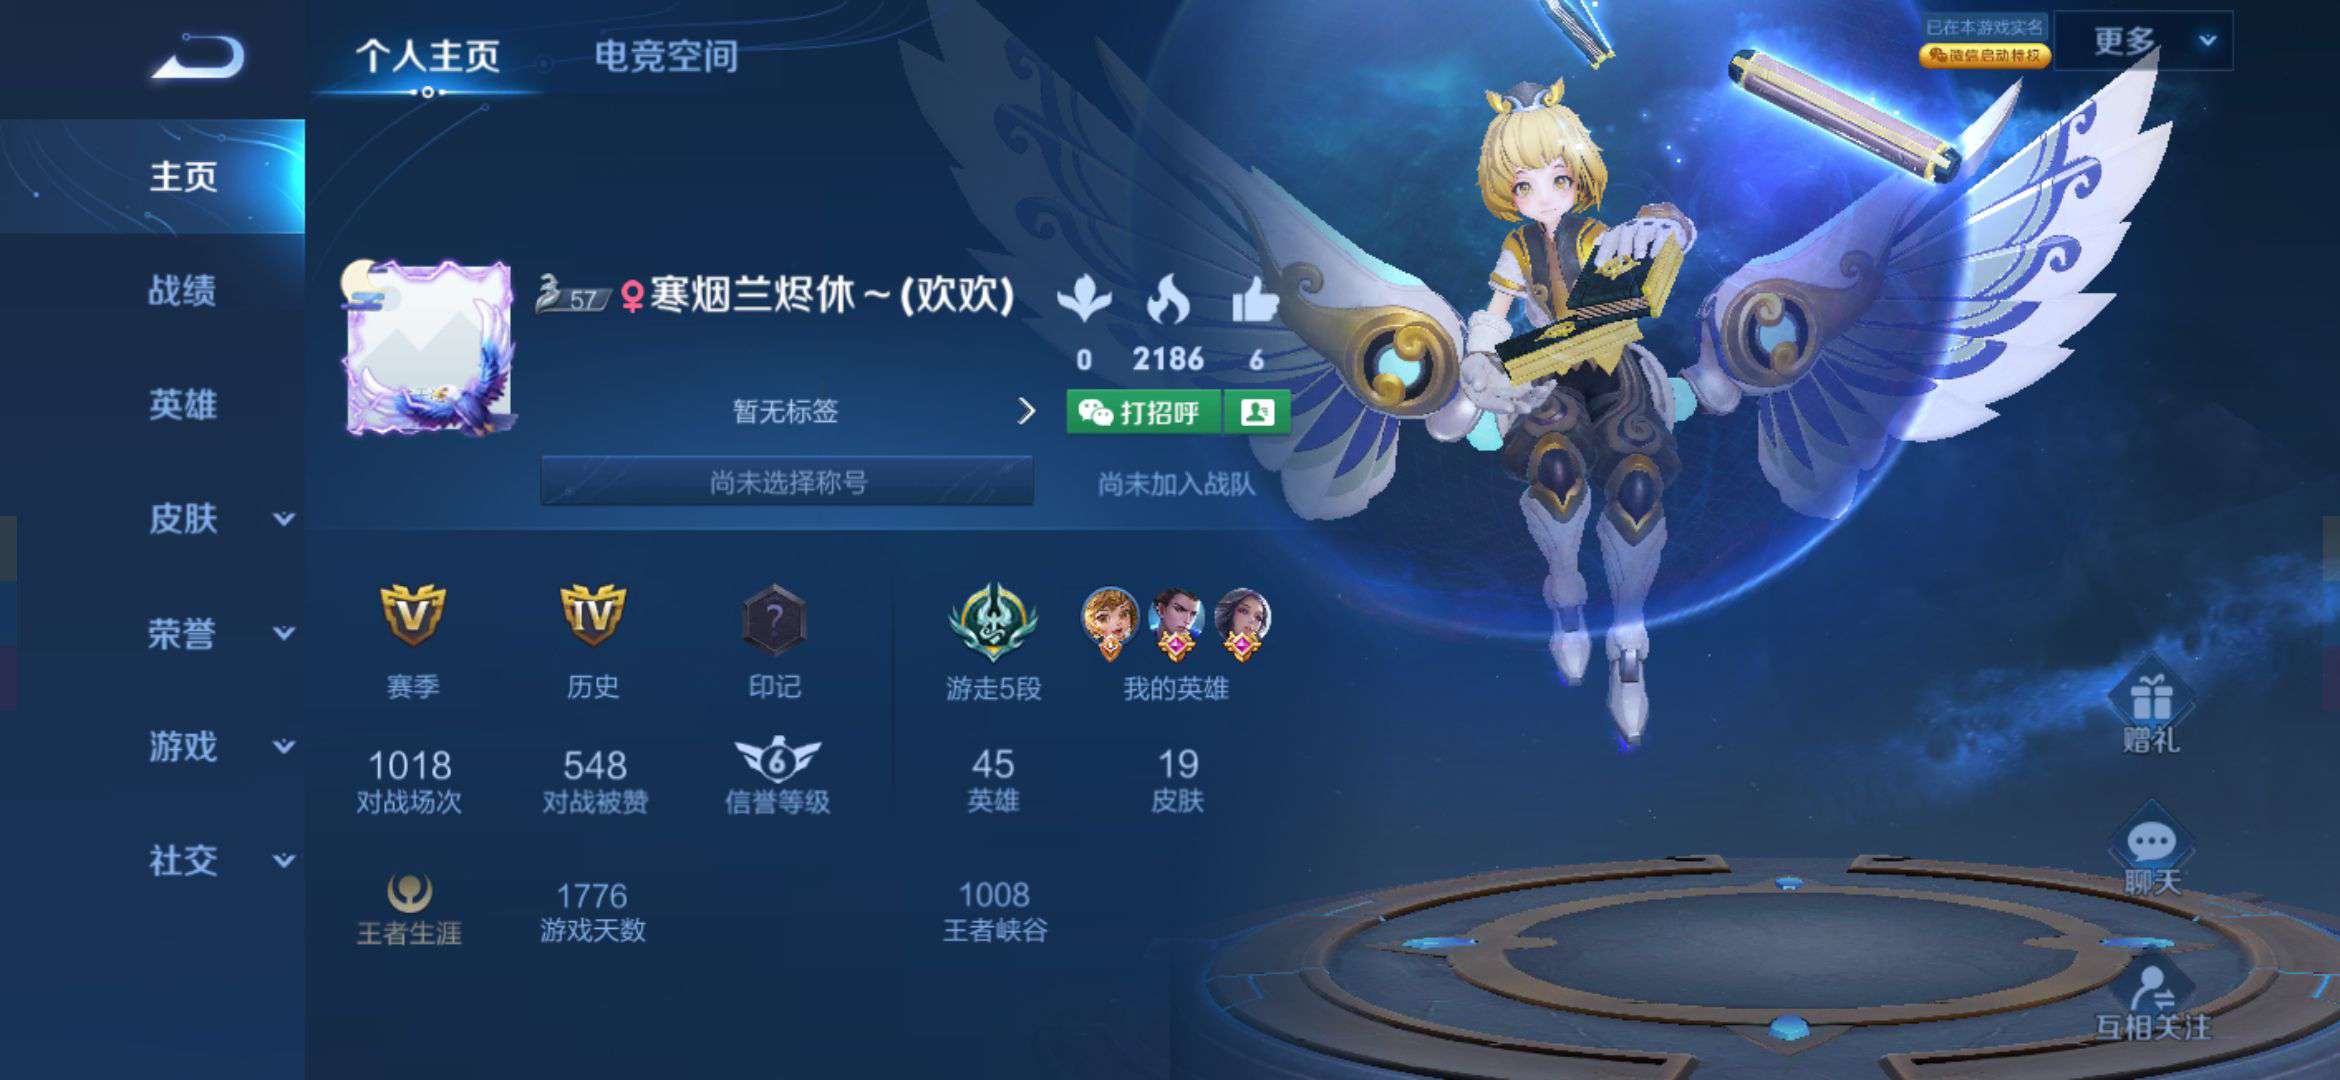 个人主页
电竞空间
已在本游戏实名
微信启动特权
更多
主页
战绩
英雄
皮肤
荣誉
游戏
社交
57
寒烟兰烬休～(欢欢)
0
2186
6
暂无标签
打招呼
尚未选择称号
尚未加入战队
V
IV
?
赛季
历史
印记
游走5段
我的英雄
1018
548
6
45
19
对战场次
对战被赞
信誉等级
英雄
皮肤
1776
1008
王者生涯
游戏天数
王者峡谷
赠礼
聊天
互相关注